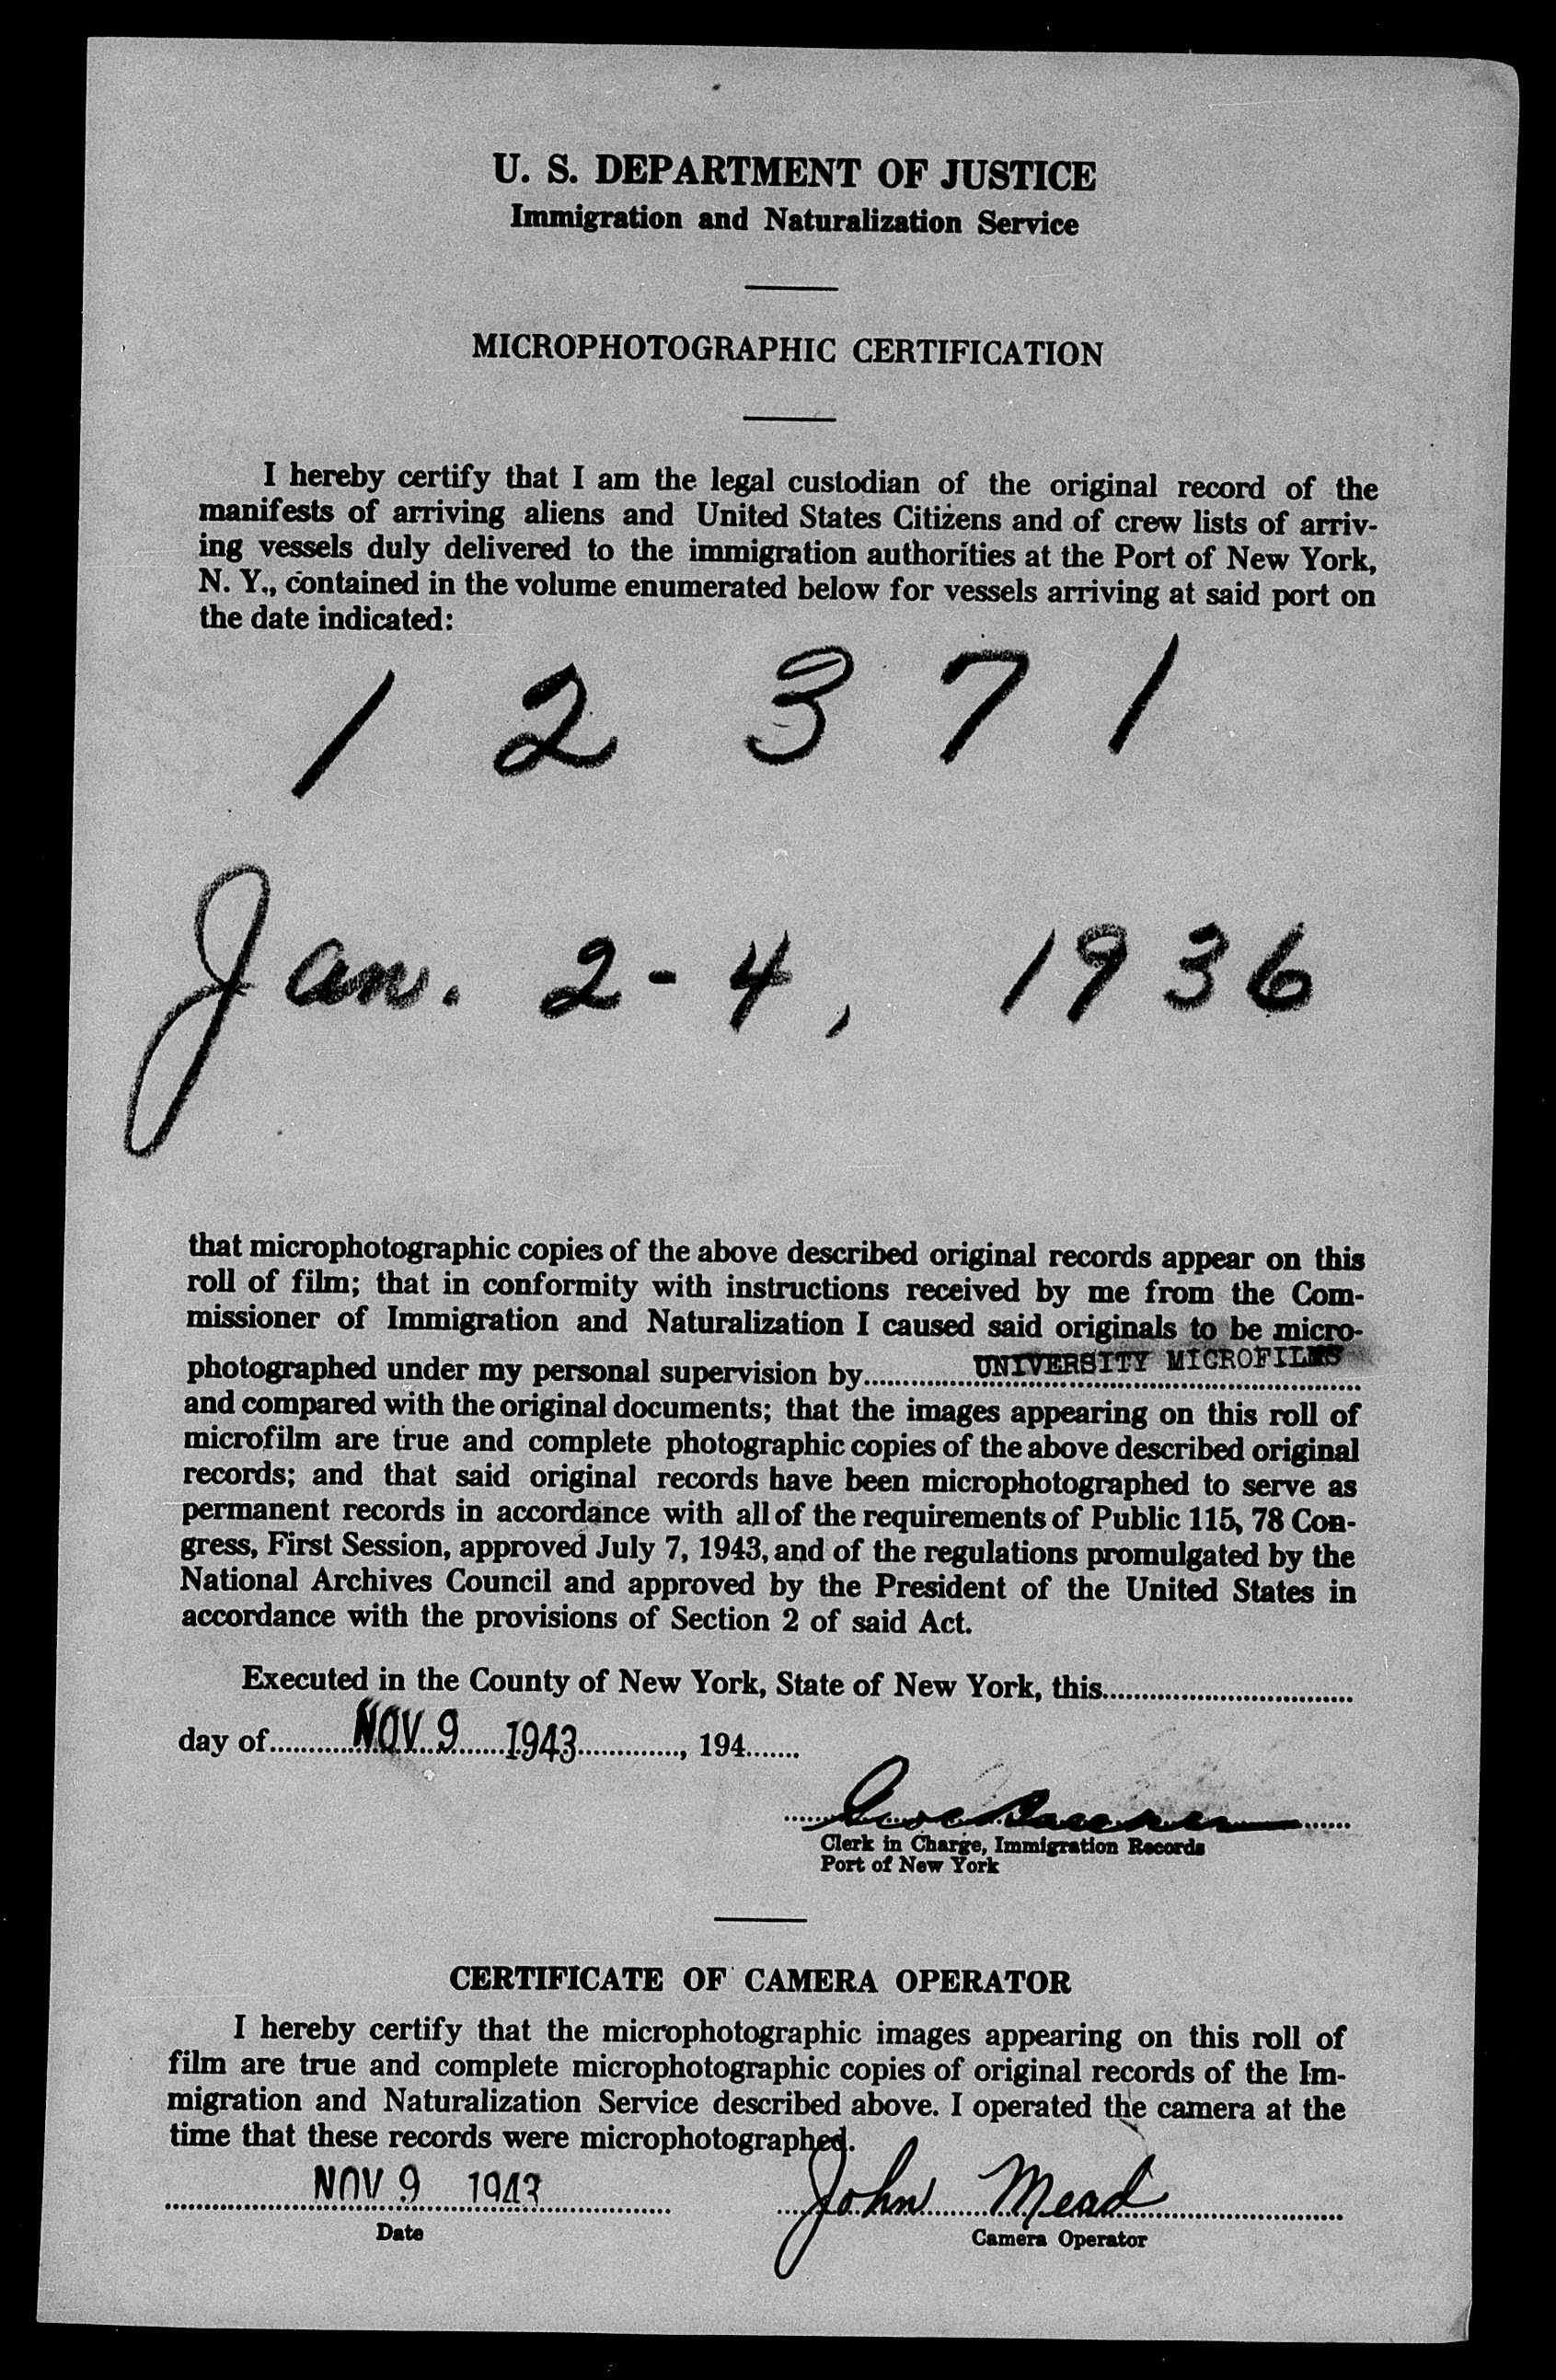 U. S. DEPARTMENT OF JUSTICE
Immigration and Naturalization Service
MICROPHOTOGRAPHIC CERTIFICATION
I hereby certify that I am the legal custodian of the original record of the
manifests of arriving aliens and United States Citizens and of crew lists of arriv-
ing vessels duly delivered to the immigration authorities at the Port of New York,
N. Y., contained in the volume enumerated below for vessels arriving at said port on
the date indicated:
1 2 3 7 1
Jan. 2-4, 1936
that microphotographic copies of the above described original records appear on this
roll of film; that in conformity with instructions received by me from the Com-
missioner of Immigration and Naturalization I caused said originals to be micro-
photographed under my personal supervision by UNIVERSITY MICROFILMS
and compared with the original documents; that the images appearing on this roll of
microfilm are true and complete photographic copies of the above described original
records; and that said original records have been microphotographed to serve as
permanent records in accordance with all of the requirements of Public 115, 78 Con-
gress, First Session, approved July 7, 1943, and of the regulations promulgated by the
National Archives Council and approved by the President of the United States in
accordance with the provisions of Section 2 of said Act.
Executed in the County of New York, State of New York, this
day of NOV 9 1943, 194
Clerk in Charge, Immigration Records
Port of New York
CERTIFICATE OF CAMERA OPERATOR
I hereby certify that the microphotographic images appearing on this roll of
film are true and complete microphotographic copies of original records of the Im-
migration and Naturalization Service described above. I operated the camera at the
time that these records were microphotographed.
NOV 9 1943 John Mead
Date Camera Operator